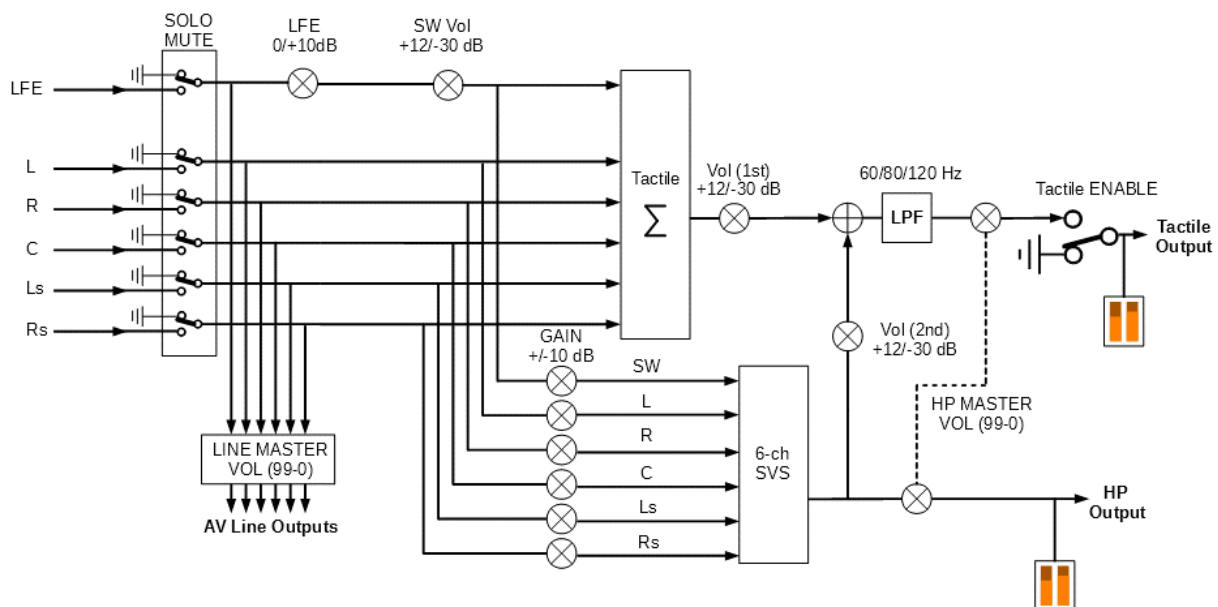 SOLO
MUTE
LFE
0/+10dB
SW Vol
+12/-30 dB
LFE
L
R
C
Ls
Rs
Tactile
Σ
Vol (1st)
+12/-30 dB
60/80/120 Hz
LPF
Tactile ENABLE
Tactile
Output
Vol (2nd)
+12/-30 dB
GAIN
+/-10 dB
SW
L
R
C
Ls
Rs
6-ch
SVS
HP MASTER
VOL (99-0)
LINE MASTER
VOL (99-0)
AV Line Outputs
HP
Output